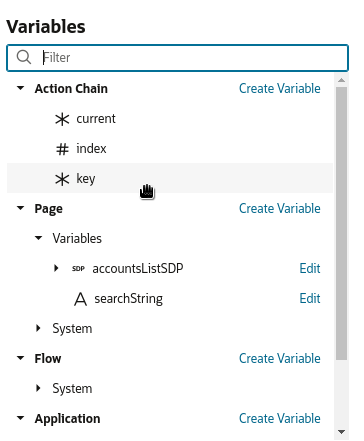 Variables
Filter
Action Chain Create Variable
current
# index
key
Page Create Variable
Variables
SDP accountsListSDP Edit
A searchString Edit
System
Flow Create Variable
System
Application Create Variable